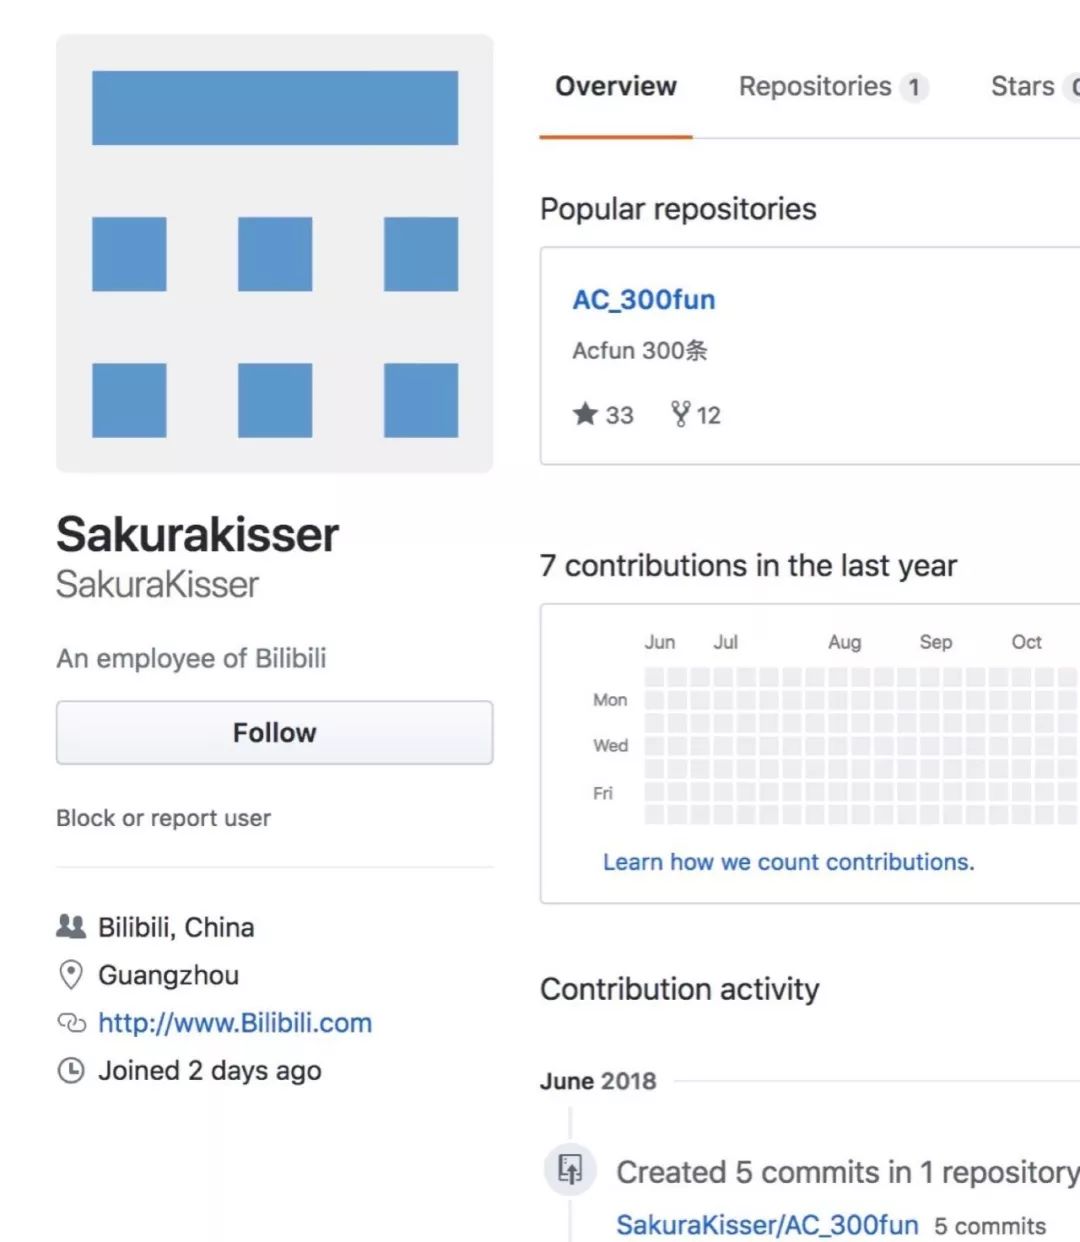 Overview Repositories 1 Stars
Popular repositories
AC_300fun
Acfun 300条
33 12
Sakurakisser
SakuraKisser
An employee of Bilibili
Follow
Block or report user
Bilibili, China
Guangzhou
http://www.Bilibili.com
Joined 2 days ago
7 contributions in the last year
Jun Jul Aug Sep Oct
Mon
Wed
Fri
Learn how we count contributions.
Contribution activity
June 2018
Created 5 commits in 1 repository
SakuraKisser/AC_300fun 5 commits